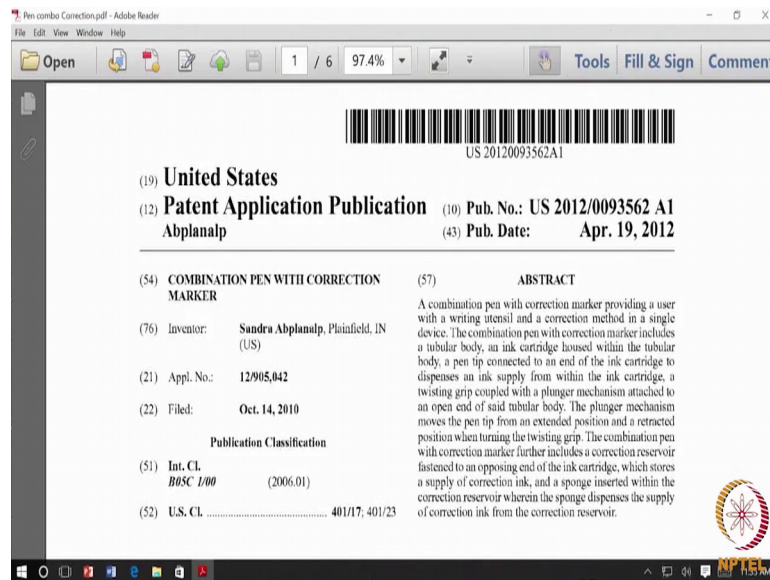 Pen combo Correction.pdf - Adobe Reader
File Edit View Window Help
Open 1 / 6 97.4% Tools Fill & Sign Commen
US 20120093562A1
(19) United States
(12) Patent Application Publication (10) Pub. No.: US 2012/0093562 A1
Abplanalp (43) Pub. Date: Apr. 19, 2012
(54) COMBINATION PEN WITH CORRECTION
MARKER
(76) Inventor: Sandra Abplanalp, Plainfield, IN
(US)
(21) Appl. No.: 12/905,042
(22) Filed: Oct. 14, 2010
Publication Classification
(51) Int. Cl.
B05C 1/00 (2006.01)
(52) U.S. Cl. ........................................ 401/17; 401/23
(57) ABSTRACT
A combination pen with correction marker providing a user
with a writing utensil and a correction method in a single
device. The combination pen with correction marker includes
a tubular body, an ink cartridge housed within the tubular
body, a pen tip connected to an end of the ink cartridge to
dispenses an ink supply from within the ink cartridge, a
twisting grip coupled with a plunger mechanism attached to
an open end of said tubular body. The plunger mechanism
moves the pen tip from an extended position and a retracted
position when turning the twisting grip. The combination pen
with correction marker further includes a correction reservoir
fastened to an opposing end of the ink cartridge, which stores
a supply of correction ink, and a sponge inserted within the
correction reservoir wherein the sponge dispenses the supply
of correction ink from the correction reservoir.
NPTEL